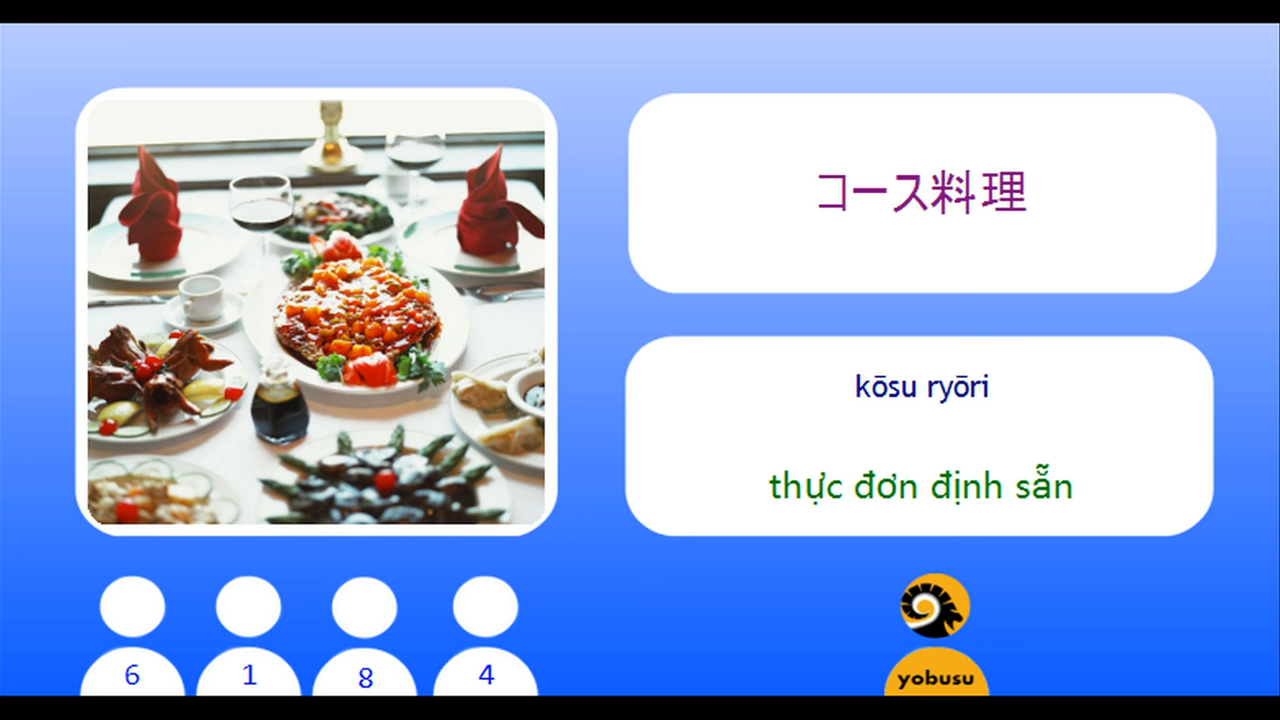 コース料理
kōsu ryōri
thực đơn định sẵn
6 1 8 4
yobusu